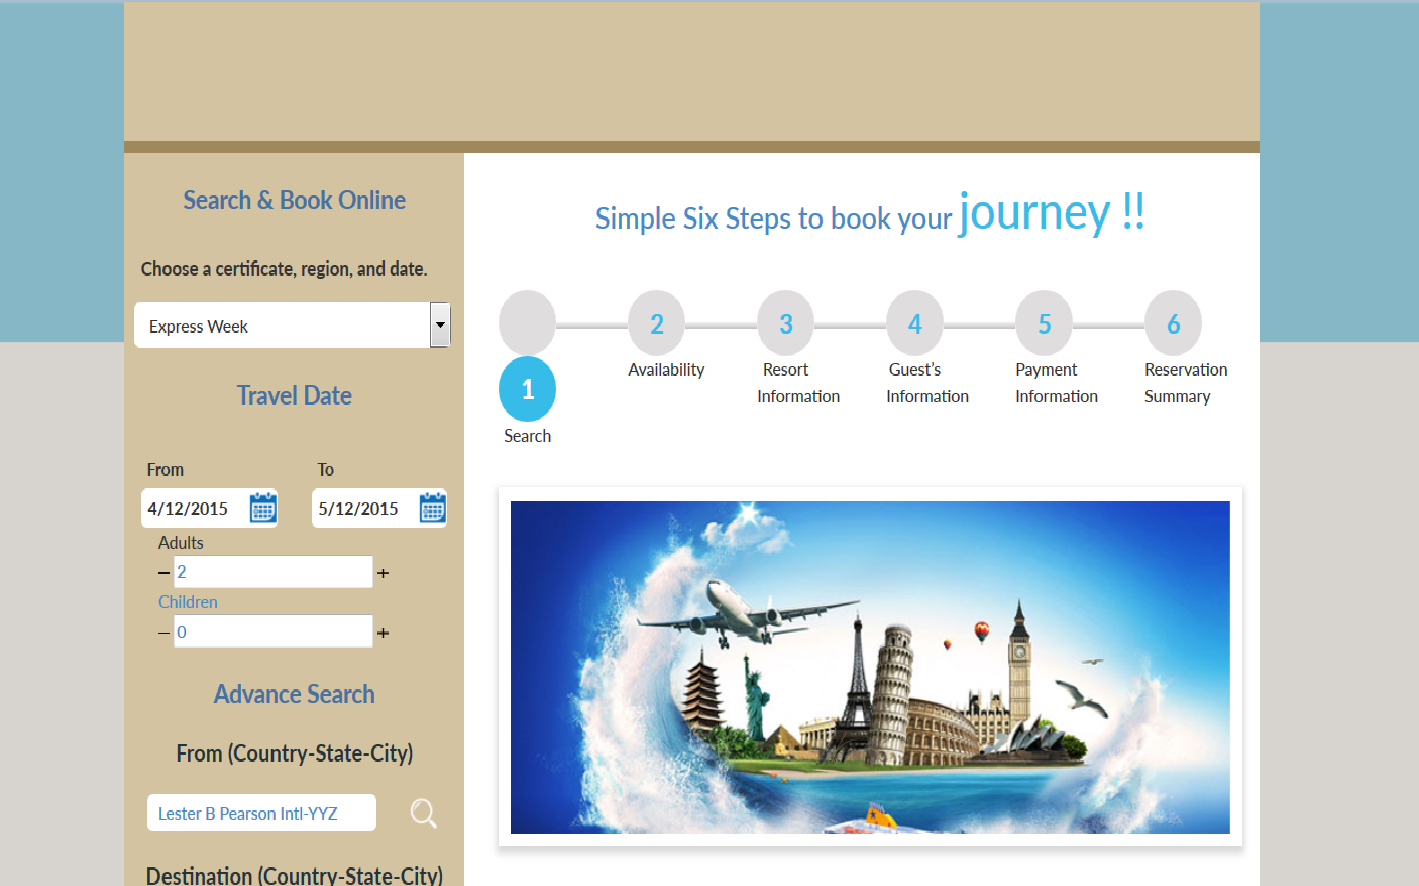 Search & Book Online
Choose a certificate, region, and date.
Express Week
Travel Date
From To
4/12/2015 5/12/2015
Adults
– 2 +
Children
– 0 +
Advance Search
From (Country-State-City)
Lester B Pearson Intl-YYZ
Destination (Country-State-City)
Simple Six Steps to book your journey !!
2 3 4 5 6
Availability Resort Guest’s Payment Reservation
Information Information Information Summary
1
Search